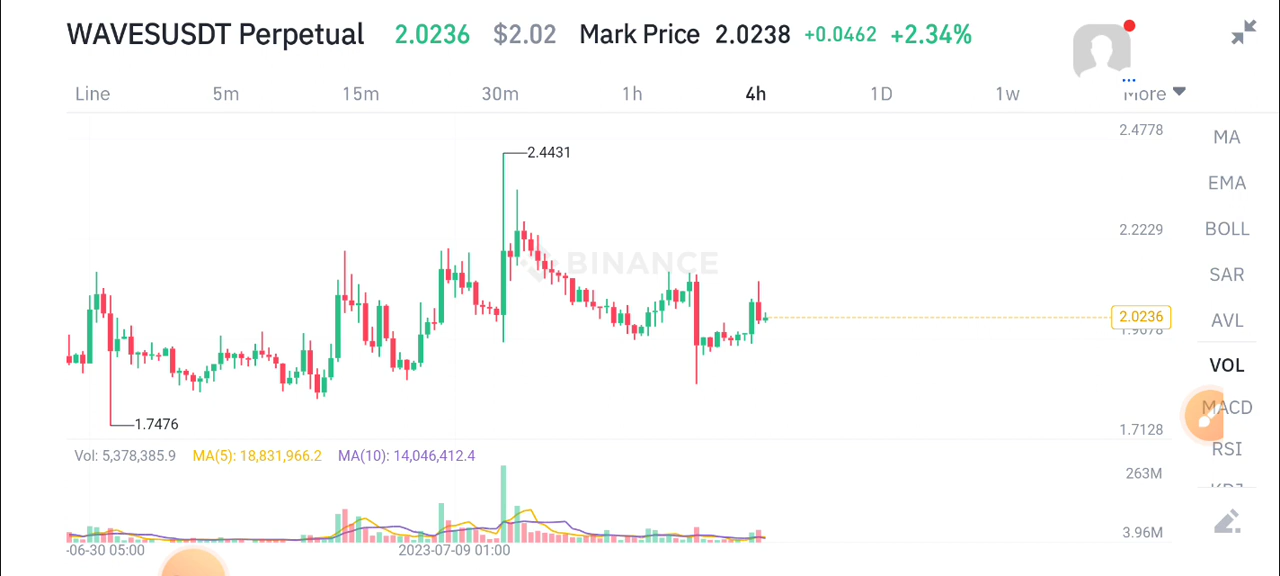 WAVESUSDT Perpetual 2.0236 $2.02 Mark Price 2.0238 +0.0462 +2.34%
Line 5m 15m 30m 1h 4h 1D 1w More
2.4778
MA
2.4431
EMA
2.2229
BOLL
BINANCE
SAR
2.0236
AVL
VOL
MACD
1.7476
1.7128
Vol: 5,378,385.9 MA(5): 18,831,966.2 MA(10): 14,046,412.4
RSI
263M
3.96M
-06-30 05:00 2023-07-09 01:00